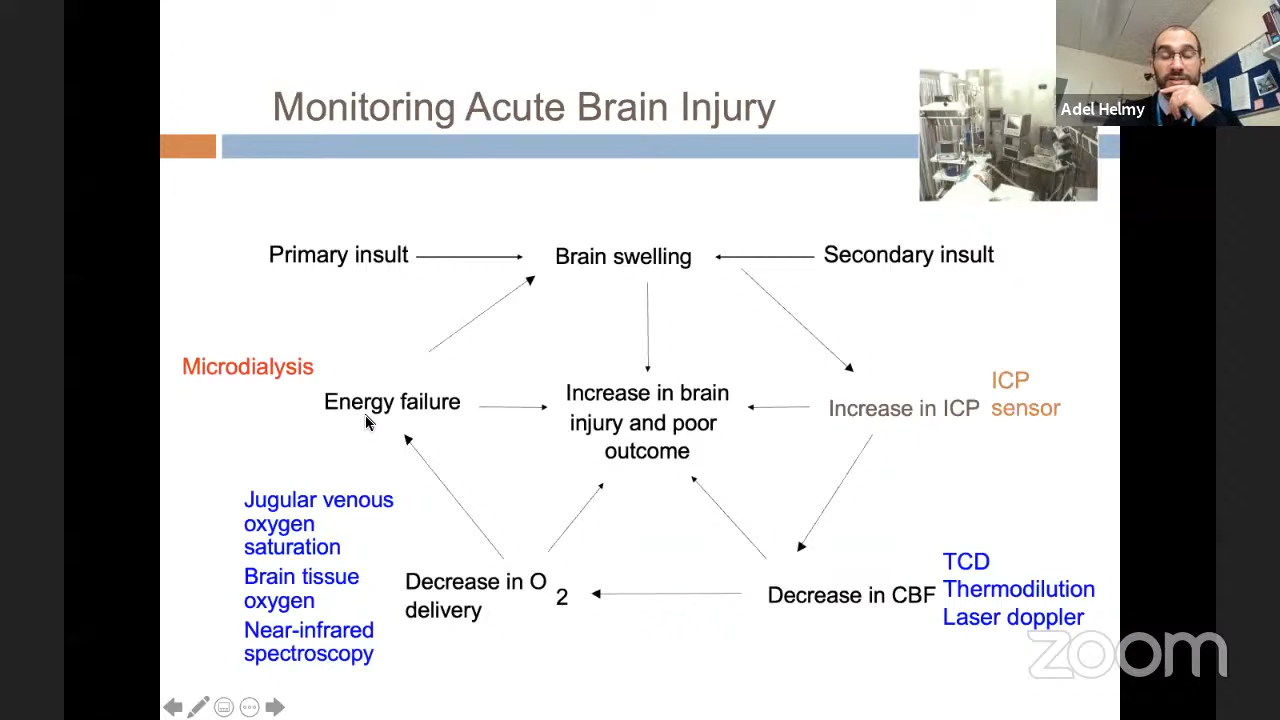 Monitoring Acute Brain Injury
Adel Helmy
Primary insult
Brain swelling
Secondary insult
Microdialysis
Energy failure
Increase in brain
injury and poor
outcome
Increase in ICP
ICP
sensor
Jugular venous
oxygen
saturation
Brain tissue
oxygen
Near-infrared
spectroscopy
Decrease in O 2
delivery
Decrease in CBF
TCD
Thermodilution
Laser doppler
zoom